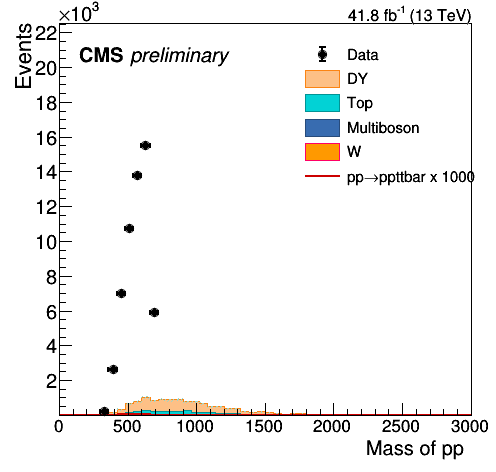 ×10³
41.8 fb⁻¹ (13 TeV)
Events
CMS preliminary
Data
DY
Top
Multiboson
W
pp→ppttbar x 1000
22
20
18
16
14
12
10
8
6
4
2
0 500 1000 1500 2000 2500 3000
Mass of pp